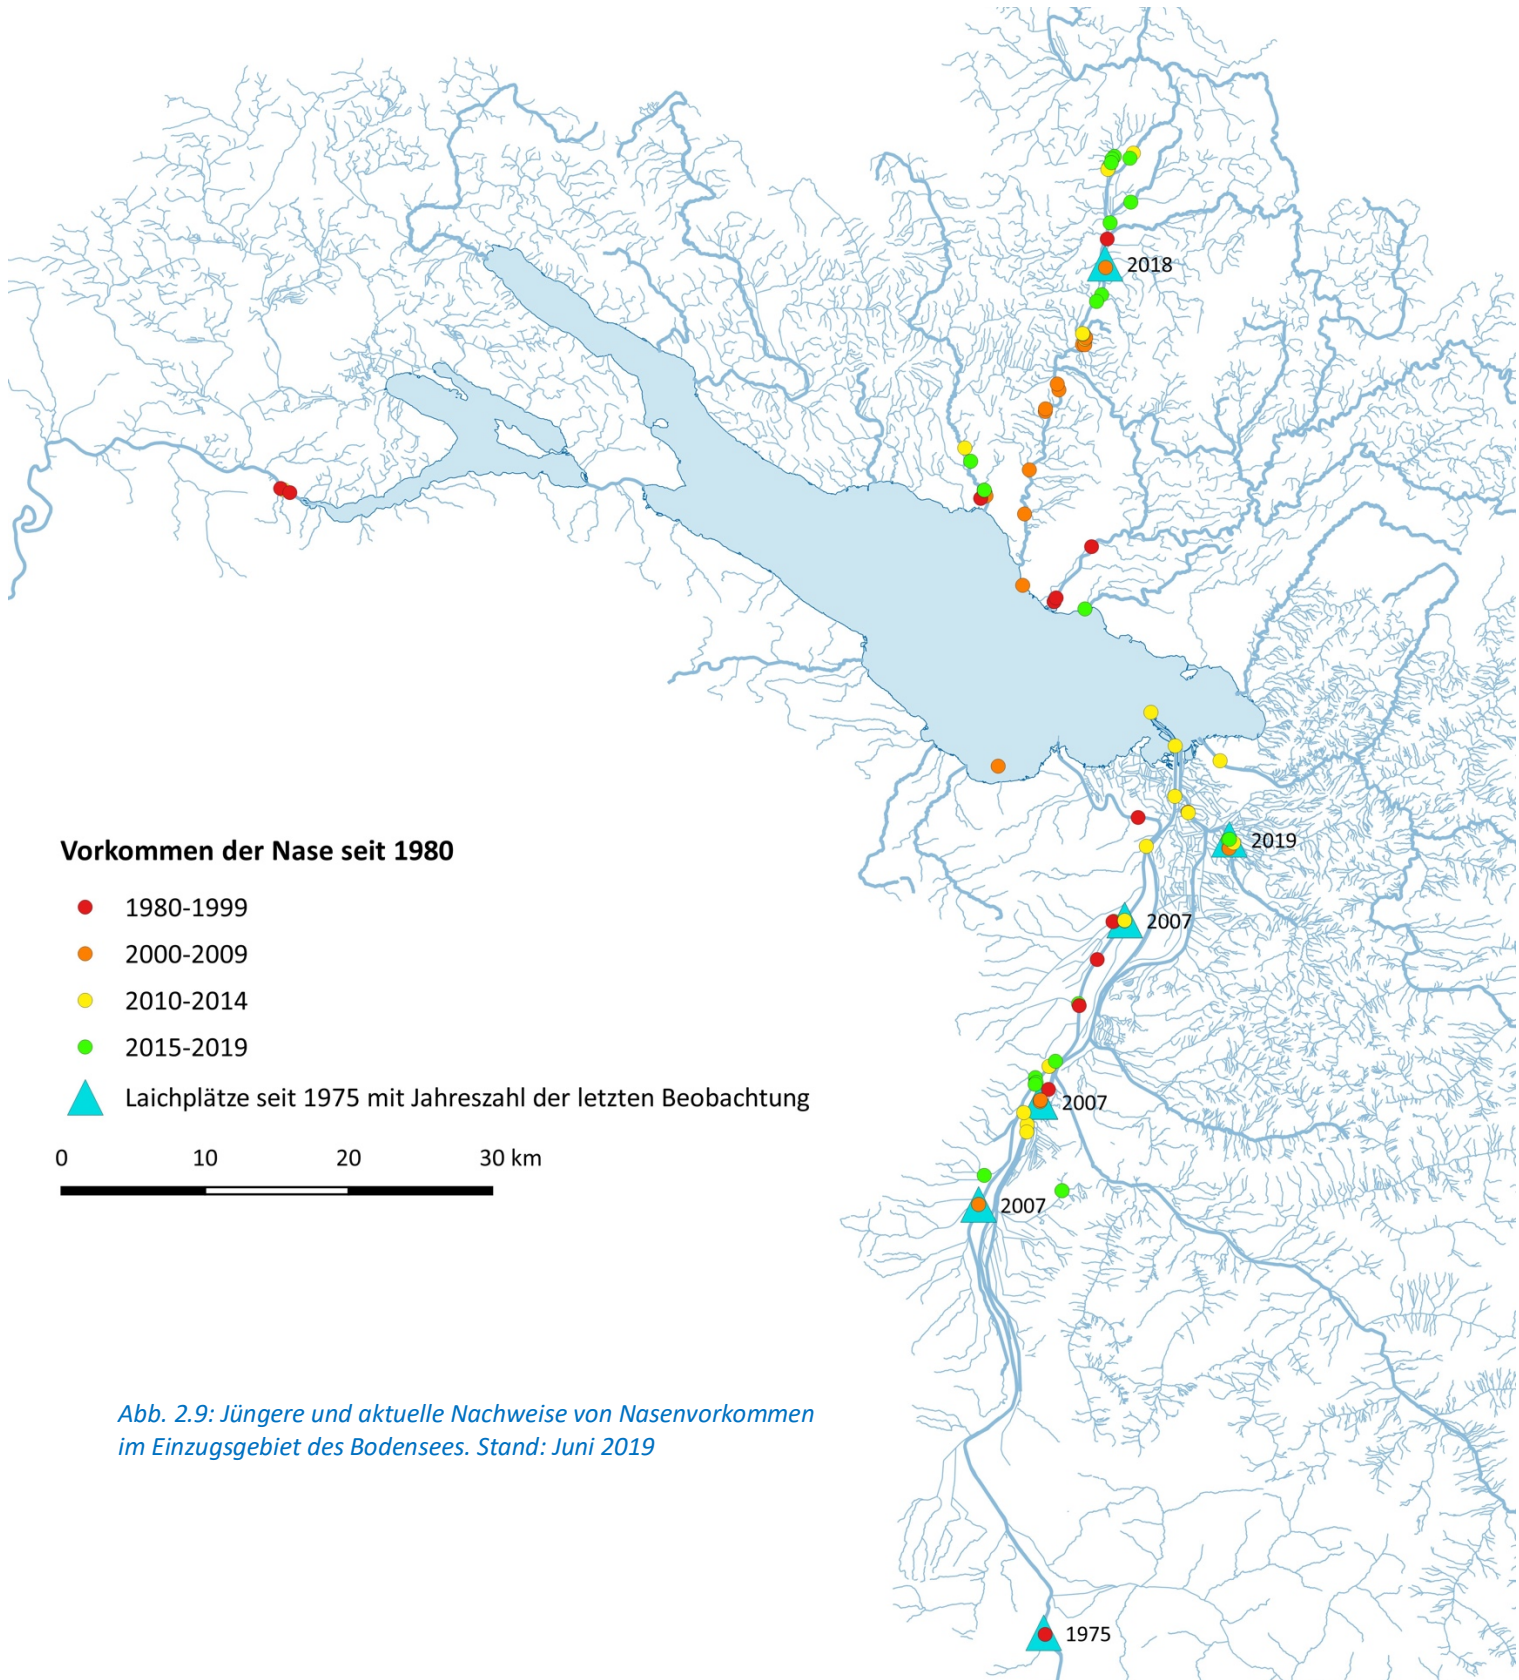 2018
2019
2007
2007
2007
1975
Vorkommen der Nase seit 1980
1980-1999
2000-2009
2010-2014
2015-2019
Laichplätze seit 1975 mit Jahreszahl der letzten Beobachtung
0 10 20 30 km
Abb. 2.9: Jüngere und aktuelle Nachweise von Nasenvorkommen
im Einzugsgebiet des Bodensees. Stand: Juni 2019